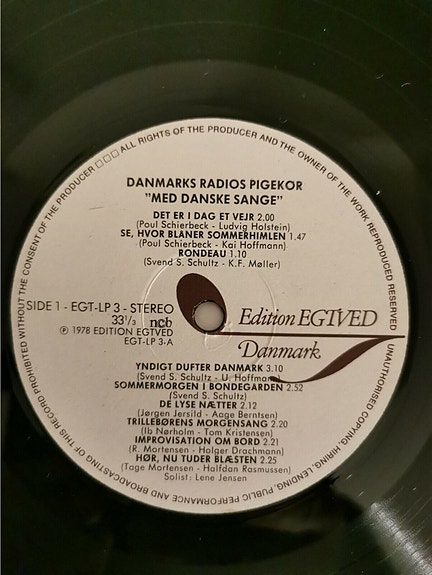 ALL RIGHTS OF THE PRODUCER AND THE OWNER OF THE WORK REPRODUCED RESERVED
UNAUTHORISED COPYING, HIRING, LENDING, PUBLIC PERFORMANCE AND BROADCASTING OF THIS RECORD PROHIBITED WITHOUT THE CONSENT OF THE PRODUCER
DANMARKS RADIOS PIGEKOR
"MED DANSKE SANGE"
DET ER I DAG ET VEJR 2.00
(Poul Schierbeck - Ludvig Holstein)
SE, HVOR BLANER SOMMERHIMLEN 1.47
(Poul Schierbeck - Kai Hoffmann)
RONDEAU 1.10
(Svend S. Schultz - K.F. Møller)
SIDE 1 - EGT-LP 3 - STEREO
33 1/3 ncb
℗ 1978 EDITION EGTVED
EGT-LP 3-A
Edition EGTVED
Danmark
YNDIGT DUFTER DANMARK 3.10
(Svend S. Schultz - U. Hoffmann)
SOMMERMORGEN I BONDEGARDEN 2.52
(Svend S. Schultz)
DE LYSE NÆTTER 2.12
(Jørgen Jersild - Aage Berntsen)
TRILLEBØRENS MORGENSANG 2.20
(Ib Nørholm - Tom Kristensen)
IMPROVISATION OM BORD 2.21
(R. Mortensen - Holger Drachmann)
HØR, NU TUDER BLÆSTEN 2.25
(Tage Mortensen - Halfdan Rasmussen)
Solist: Lene Jensen